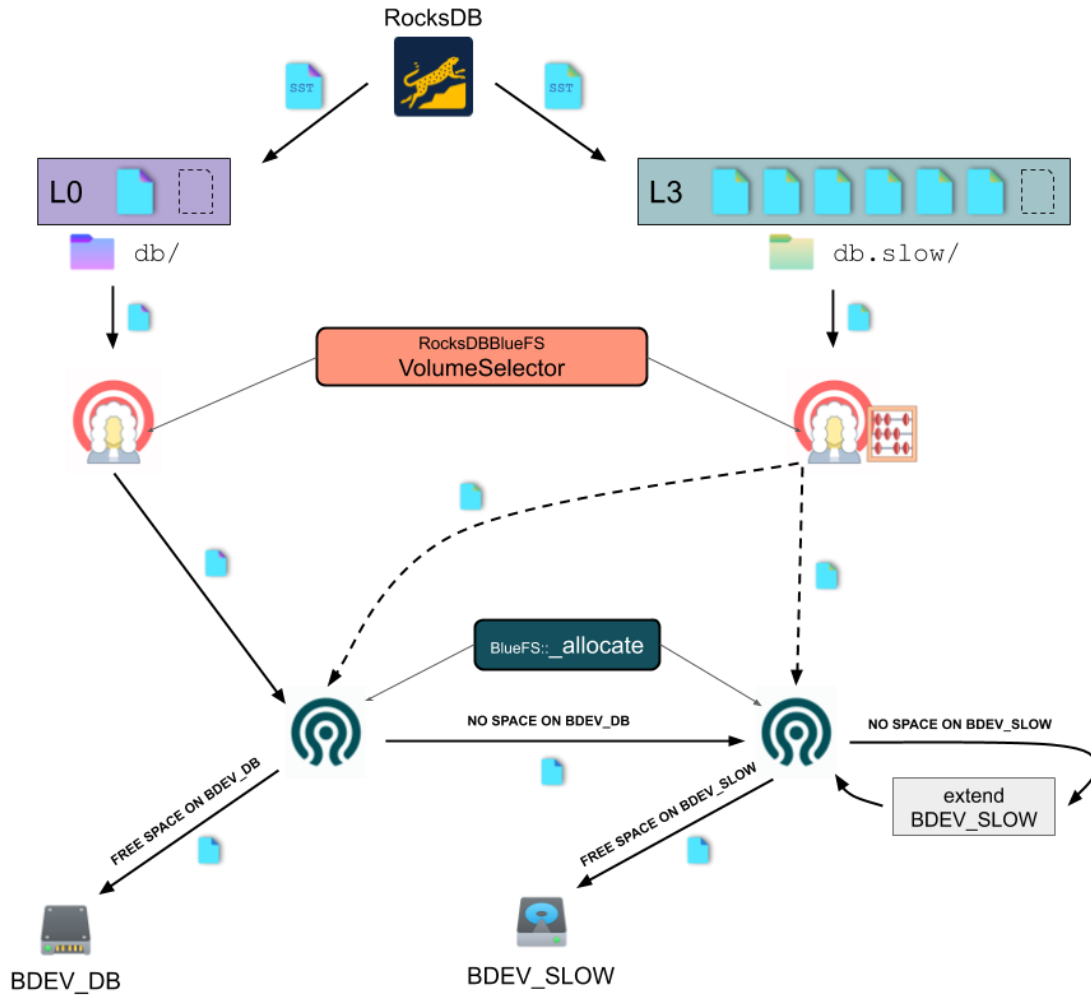 RocksDB
SST
SST
L0
L3
db/
db.slow/
RocksDBBlueFS
VolumeSelector
BlueFS::_allocate
NO SPACE ON BDEV_DB
NO SPACE ON BDEV_SLOW
FREE SPACE ON BDEV_DB
FREE SPACE ON BDEV_SLOW
extend
BDEV_SLOW
BDEV_DB
BDEV_SLOW